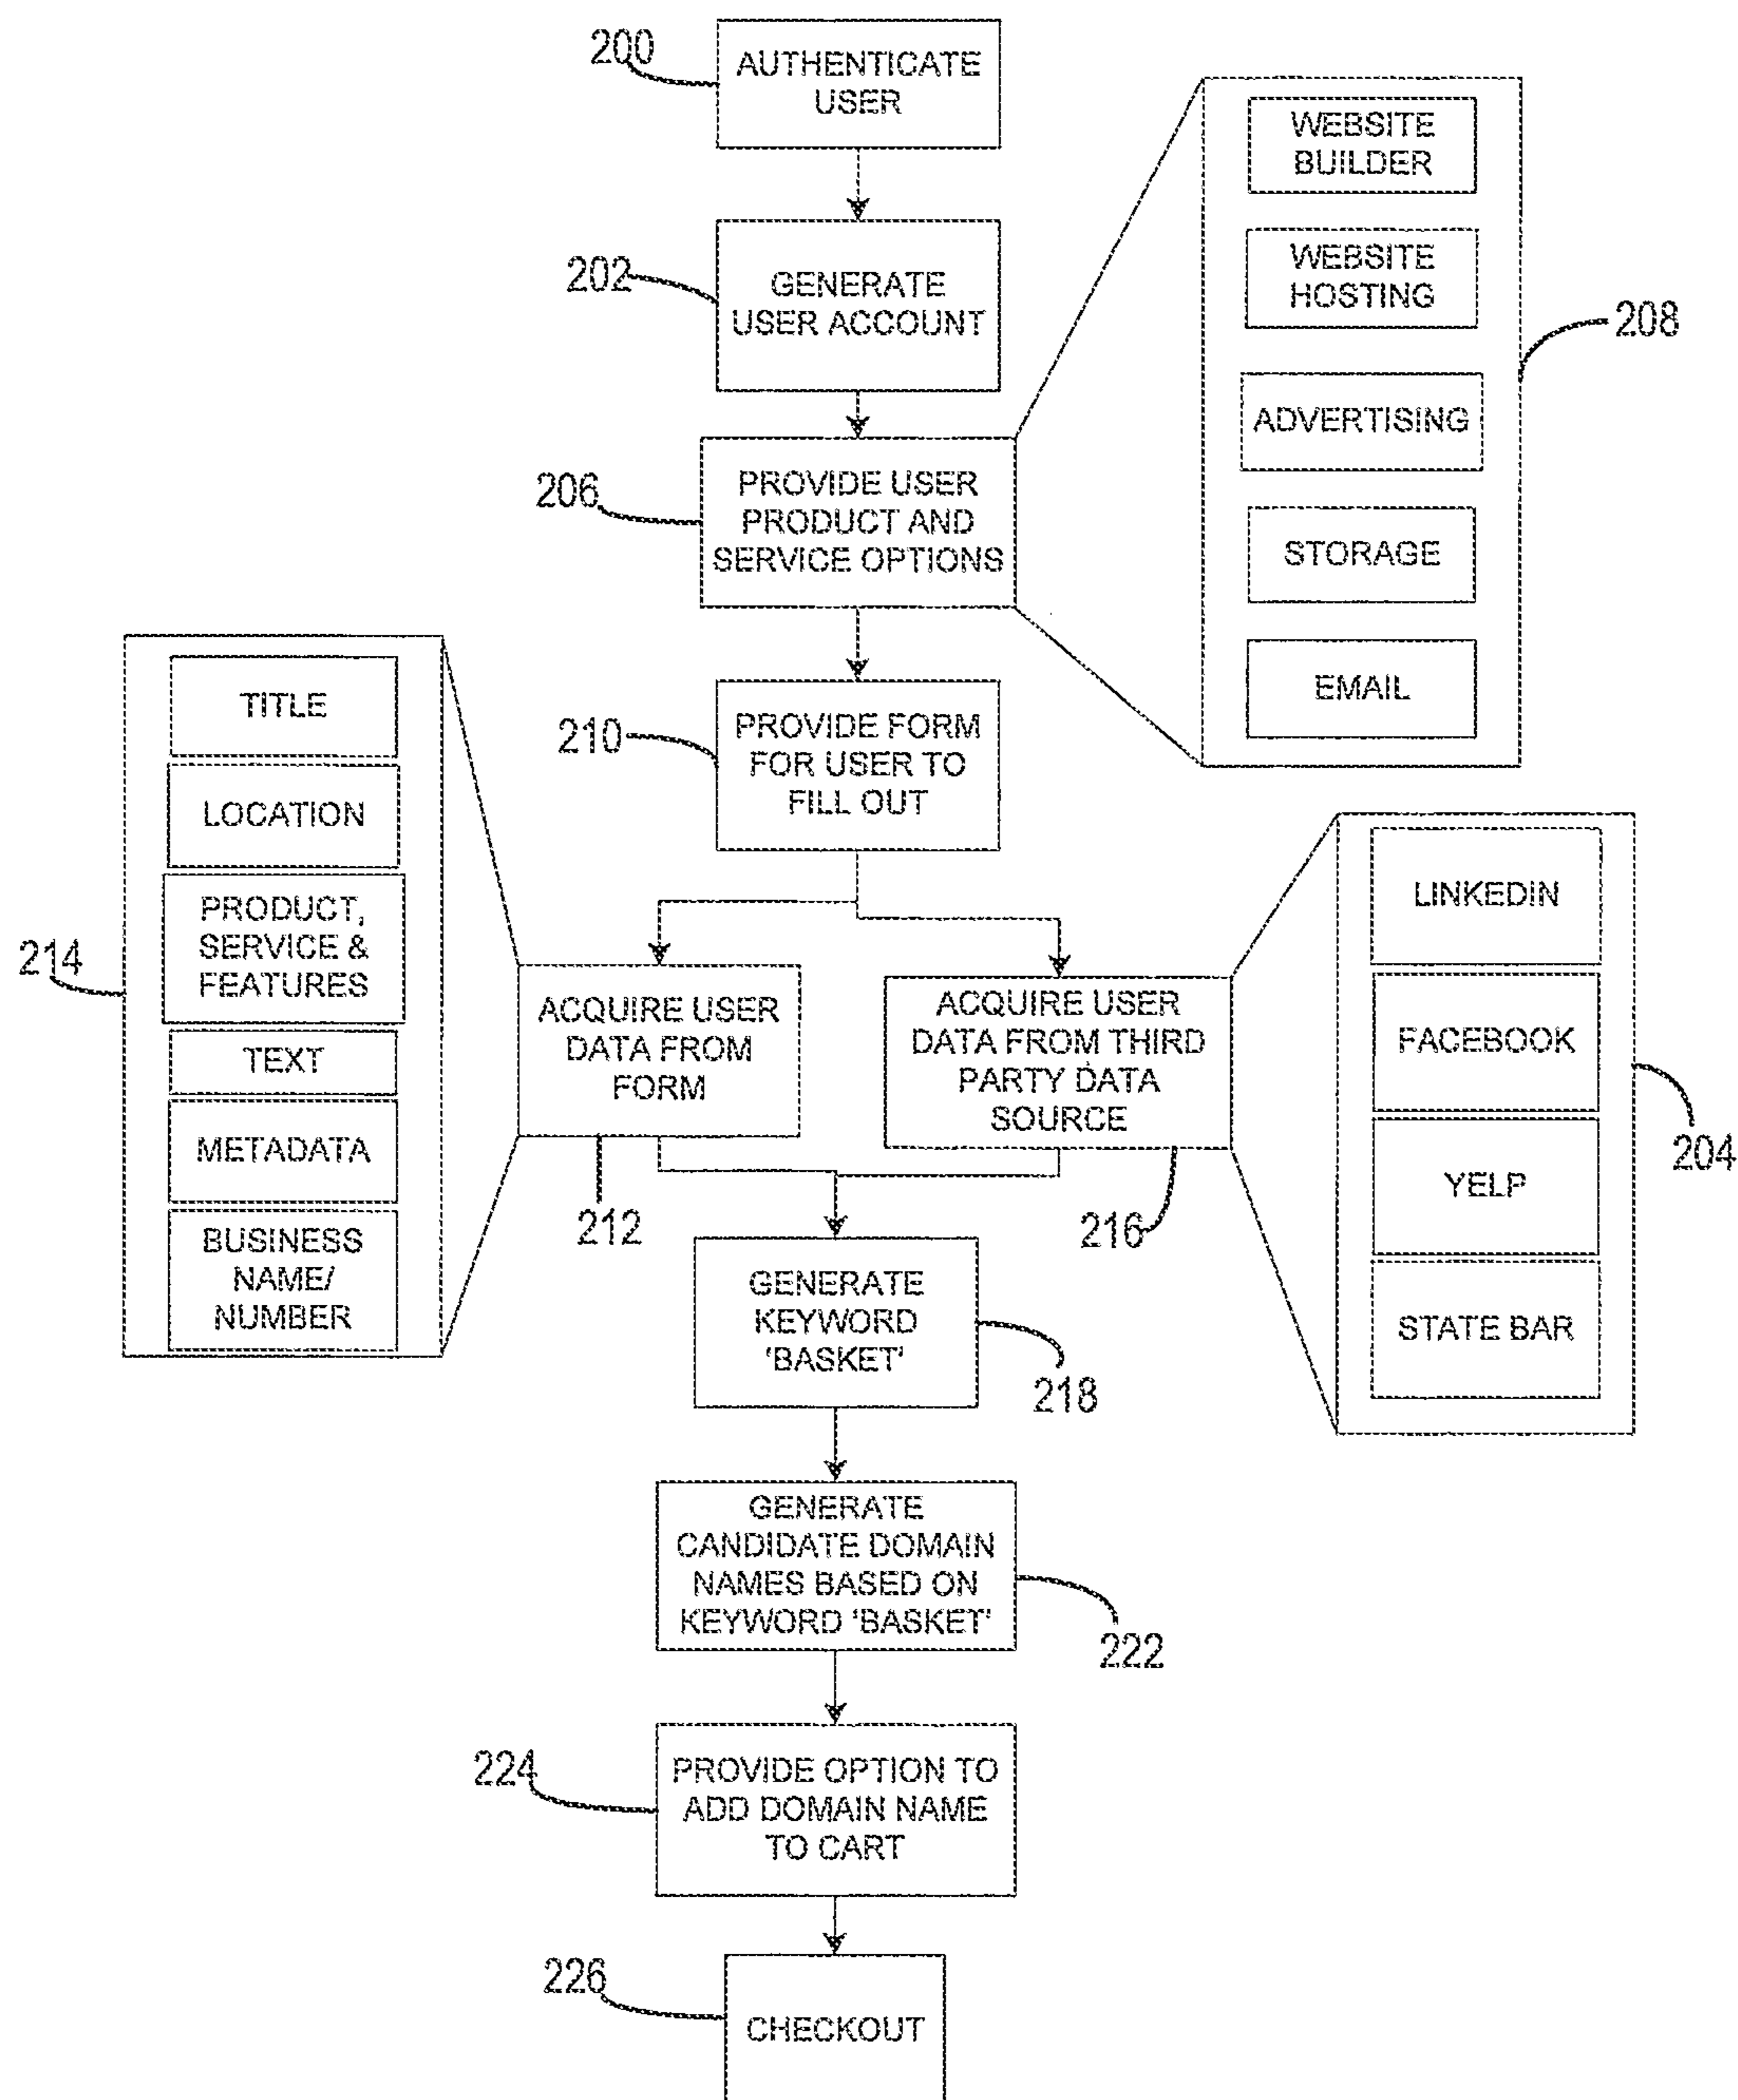 200
AUTHENTICATE
USER
202
GENERATE
USER ACCOUNT
206
PROVIDE USER
PRODUCT AND
SERVICE OPTIONS
WEBSITE
BUILDER
WEBSITE
HOSTING
ADVERTISING
STORAGE
EMAIL
208
210
PROVIDE FORM
FOR USER TO
FILL OUT
214
TITLE
LOCATION
PRODUCT,
SERVICE &
FEATURES
TEXT
METADATA
BUSINESS
NAME/
NUMBER
ACQUIRE USER
DATA FROM
FORM
212
ACQUIRE USER
DATA FROM THIRD
PARTY DATA
SOURCE
216
LINKEDIN
FACEBOOK
YELP
STATE BAR
204
GENERATE
KEYWORD
'BASKET'
218
GENERATE
CANDIDATE DOMAIN
NAMES BASED ON
KEYWORD 'BASKET'
222
224
PROVIDE OPTION TO
ADD DOMAIN NAME
TO CART
226
CHECKOUT